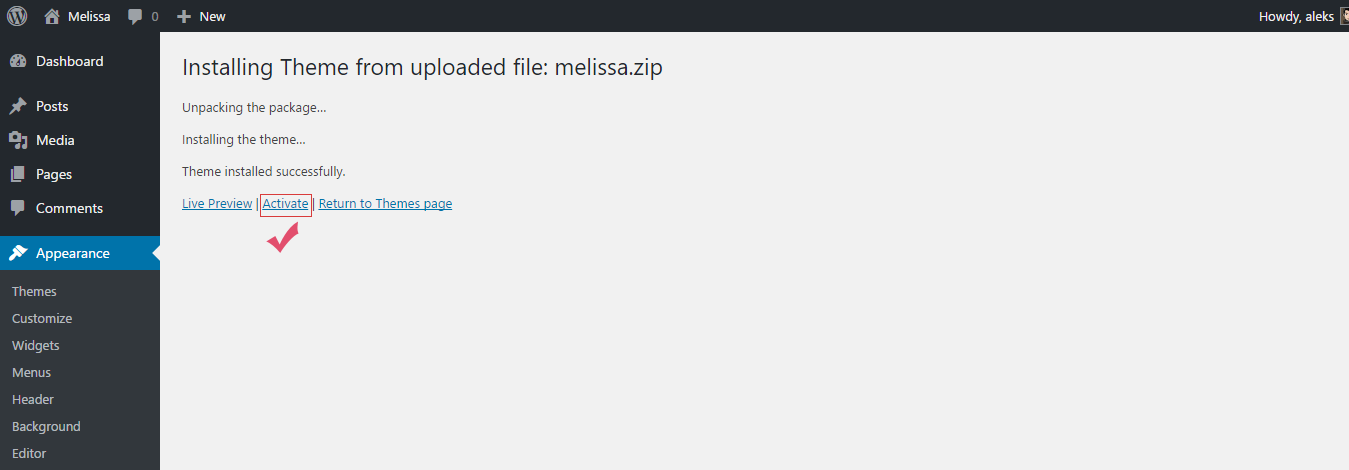 Melissa 0 New Howdy, aleks
Dashboard
Posts
Media
Pages
Comments
Appearance
Themes
Customize
Widgets
Menus
Header
Background
Editor
Installing Theme from uploaded file: melissa.zip
Unpacking the package…
Installing the theme…
Theme installed successfully.
Live Preview | Activate | Return to Themes page